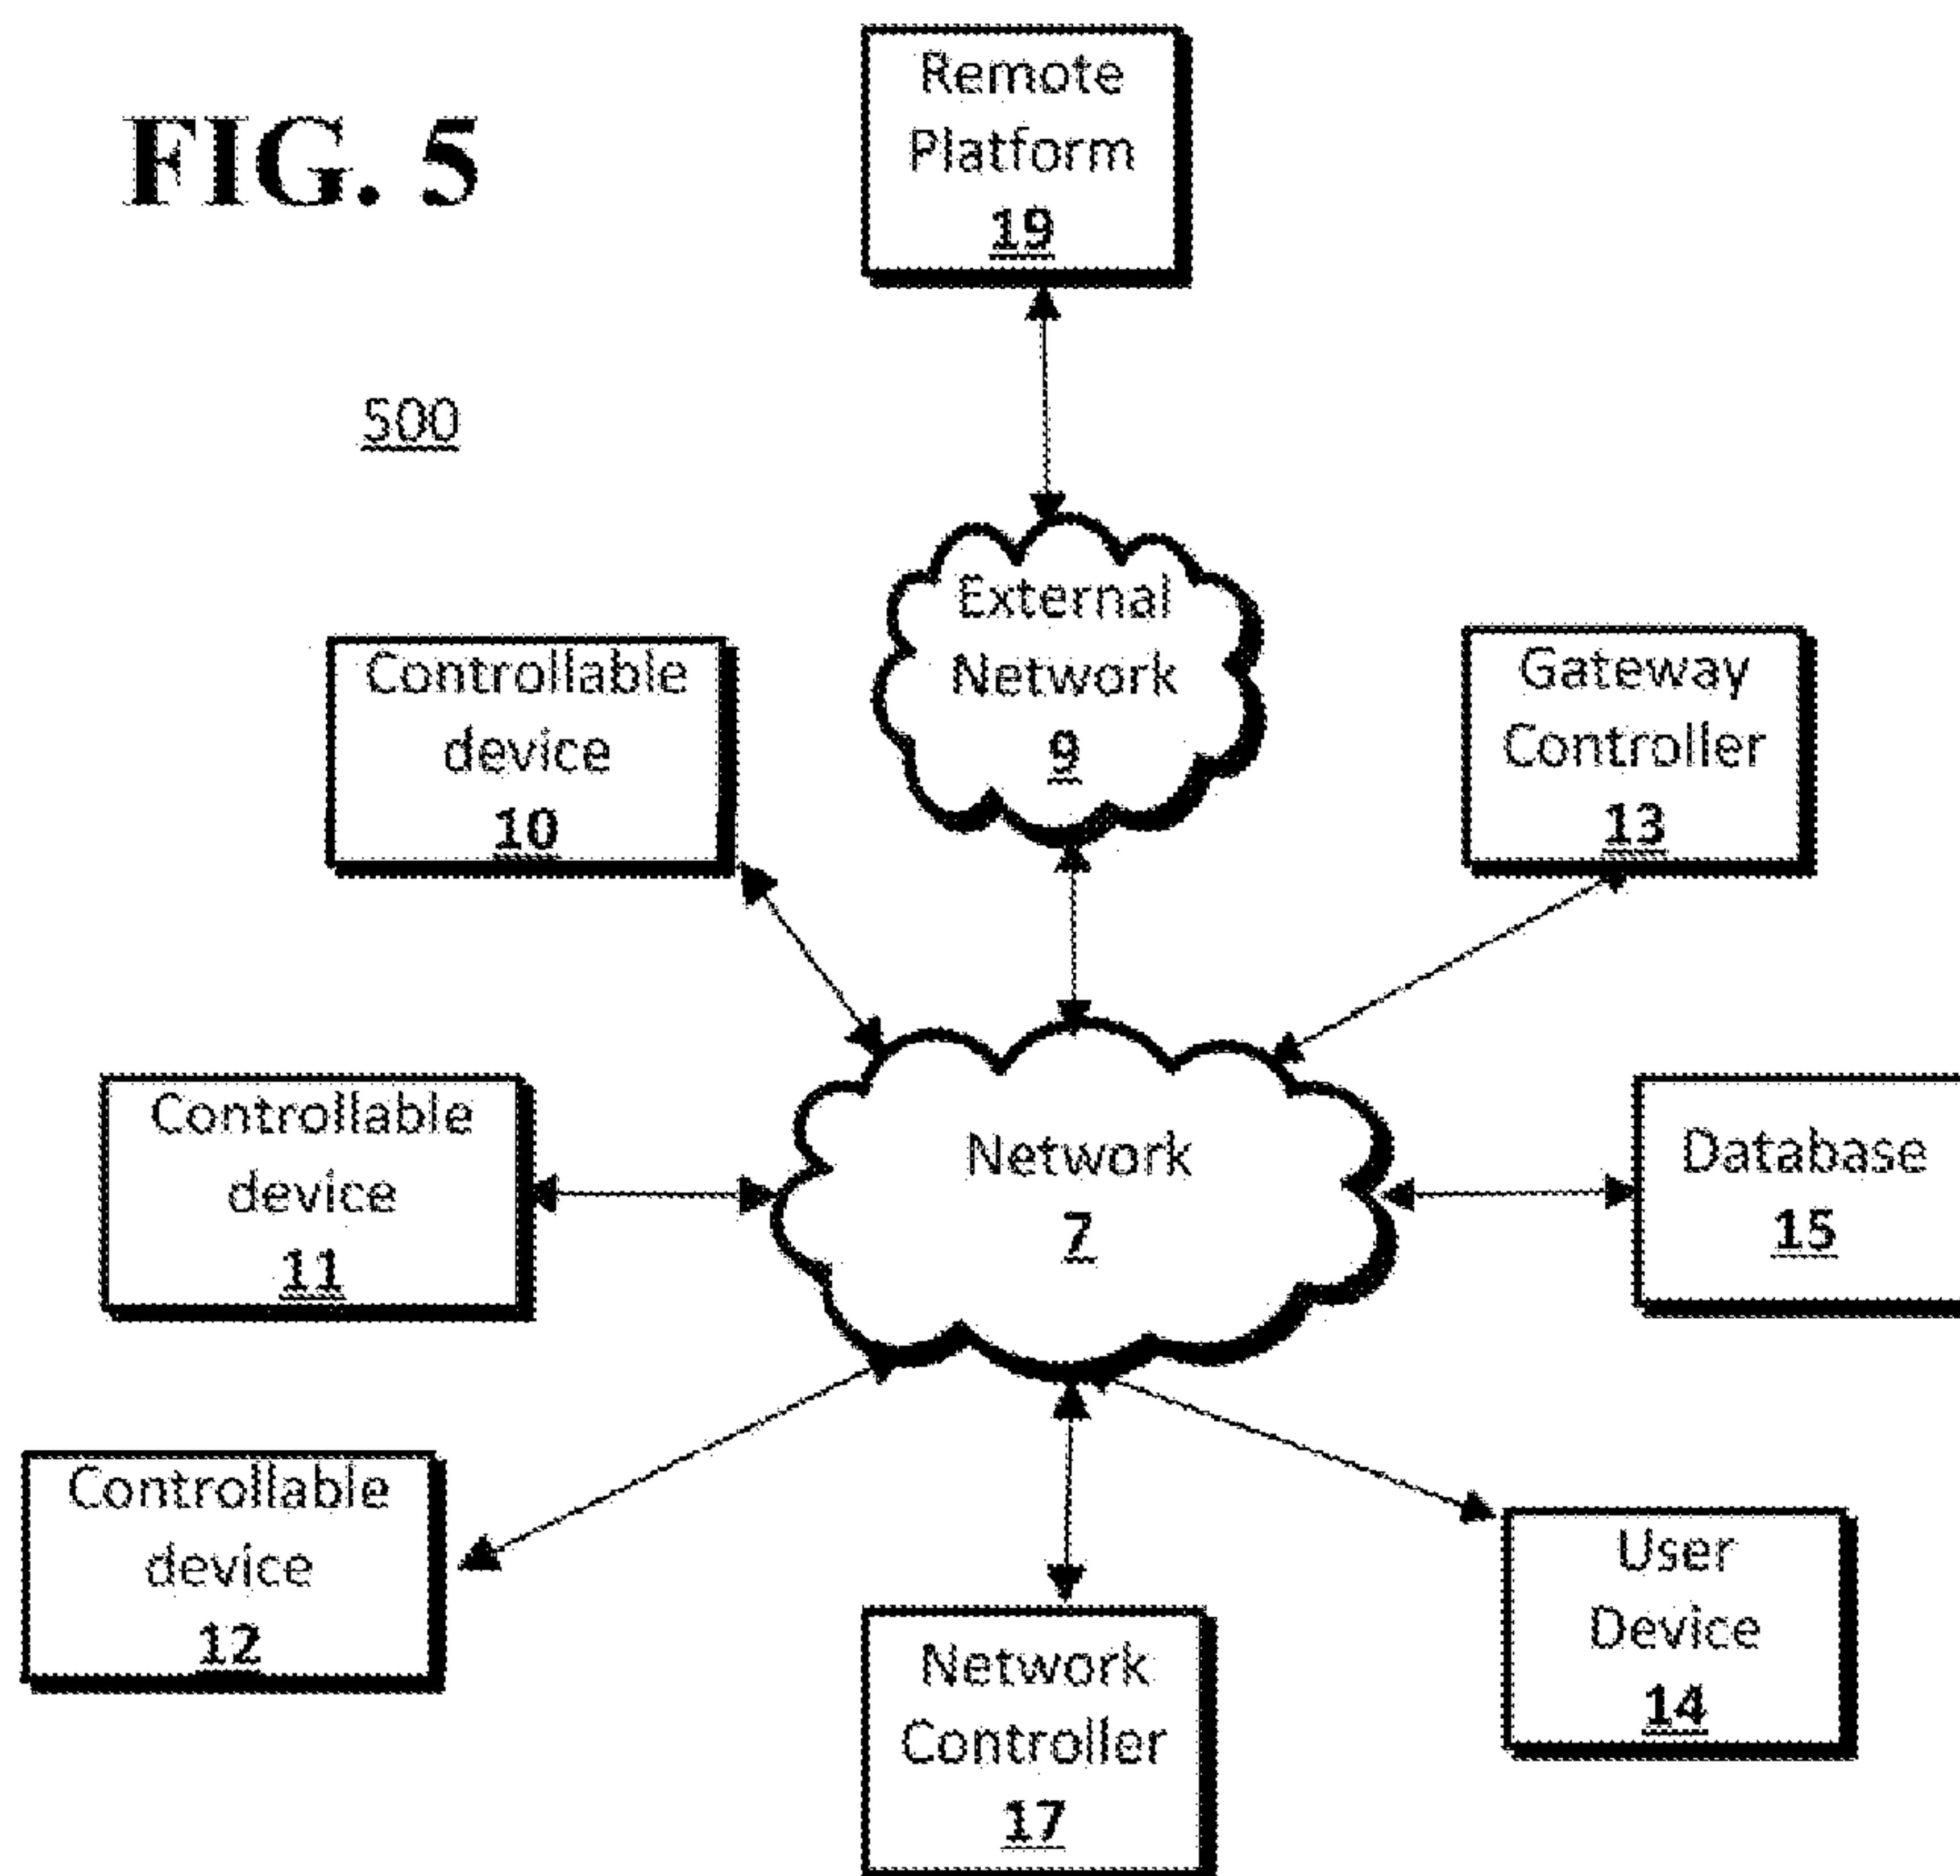 FIG. 5
Remote
Platform
19
500
External
Network
9
Controllable
device
10
Gateway
Controller
13
Controllable
device
11
Network
7
Database
15
Controllable
device
12
Network
Controller
17
User
Device
14